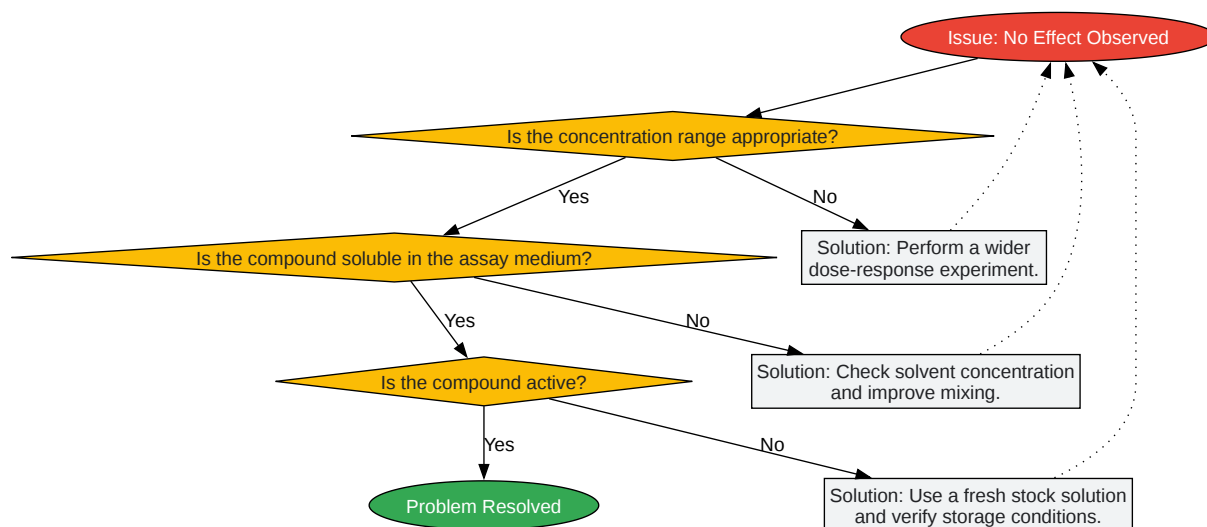 Issue: No Effect Observed
Is the concentration range appropriate?
Yes
No
Is the compound soluble in the assay medium?
Solution: Perform a wider
dose-response experiment.
Yes
No
Is the compound active?
Solution: Check solvent concentration
and improve mixing.
Yes
No
Problem Resolved
Solution: Use a fresh stock solution
and verify storage conditions.